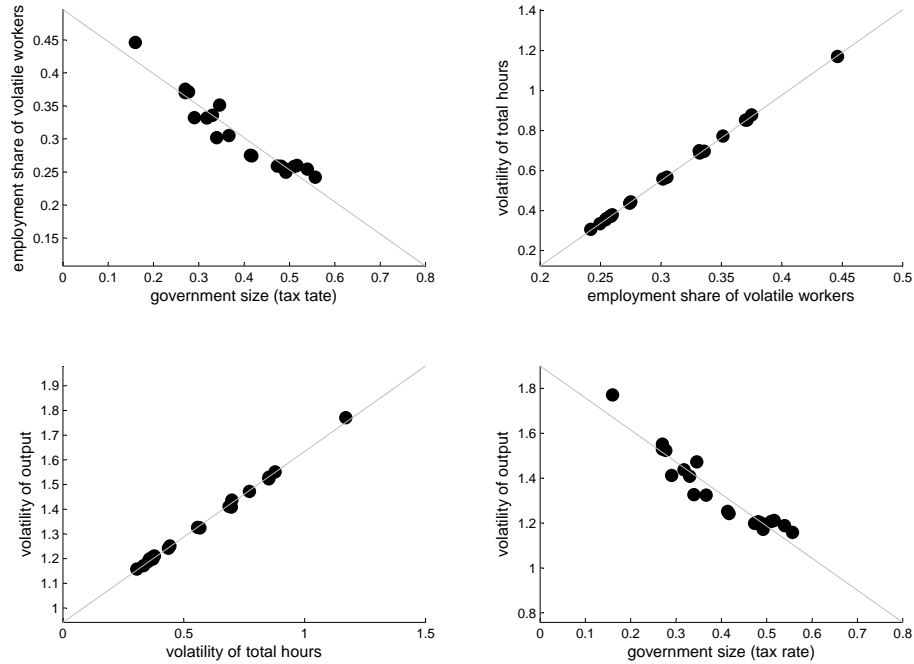 0.45
0.4
0.35
0.3
0.25
0.2
0.15
employment share of volatile workers
0 0.1 0.2 0.3 0.4 0.5 0.6 0.7 0.8
government size (tax tate)
1.4
1.2
1
0.8
0.6
0.4
0.2
volatility of total hours
0.2 0.25 0.3 0.35 0.4 0.45 0.5
employment share of volatile workers
1.9
1.8
1.7
1.6
1.5
1.4
1.3
1.2
1.1
1
volatility of output
0 0.5 1 1.5
volatility of total hours
1.8
1.6
1.4
1.2
1
0.8
volatility of output
0 0.1 0.2 0.3 0.4 0.5 0.6 0.7 0.8
government size (tax rate)